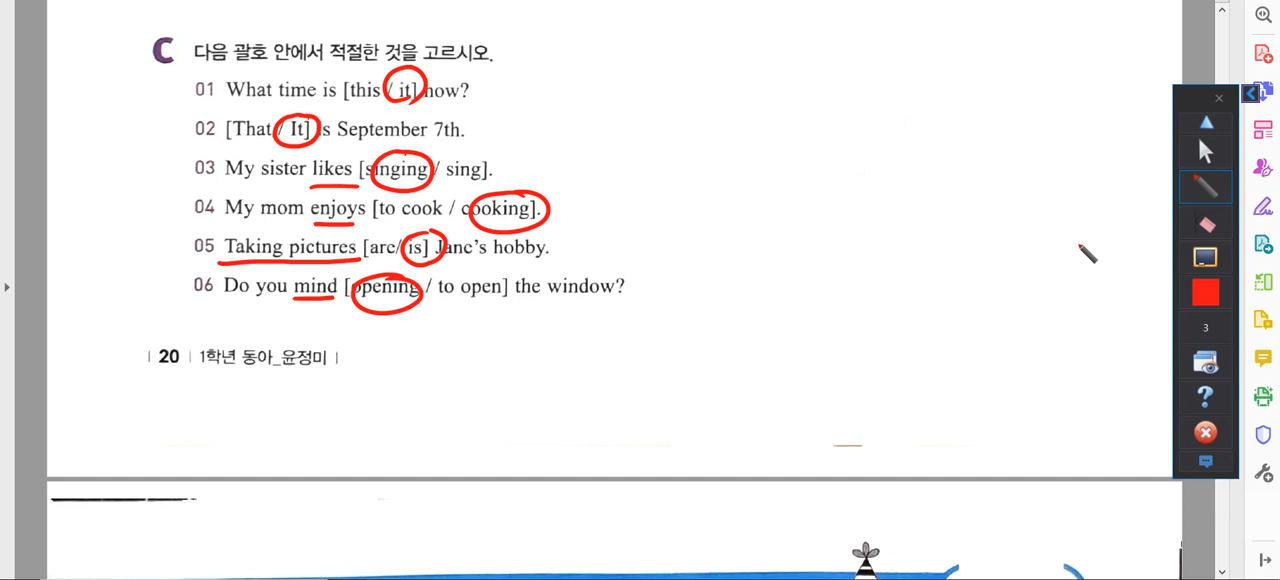 C 다음 괄호 안에서 적절한 것을 고르시오.
01 What time is [this / it] now?
02 [That / It] is September 7th.
03 My sister likes [singing / sing].
04 My mom enjoys [to cook / cooking].
05 Taking pictures [are/ is] Jane's hobby.
06 Do you mind [opening / to open] the window?
| 20 | 1학년 동아_윤정미 |
3